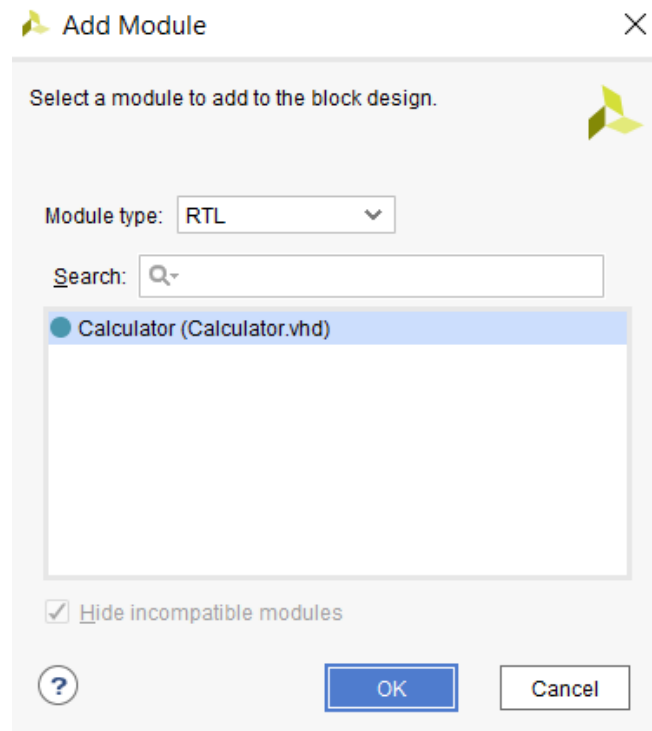 Add Module
Select a module to add to the block design.
Module type: RTL
Search:
Calculator (Calculator.vhd)
Hide incompatible modules
? OK Cancel